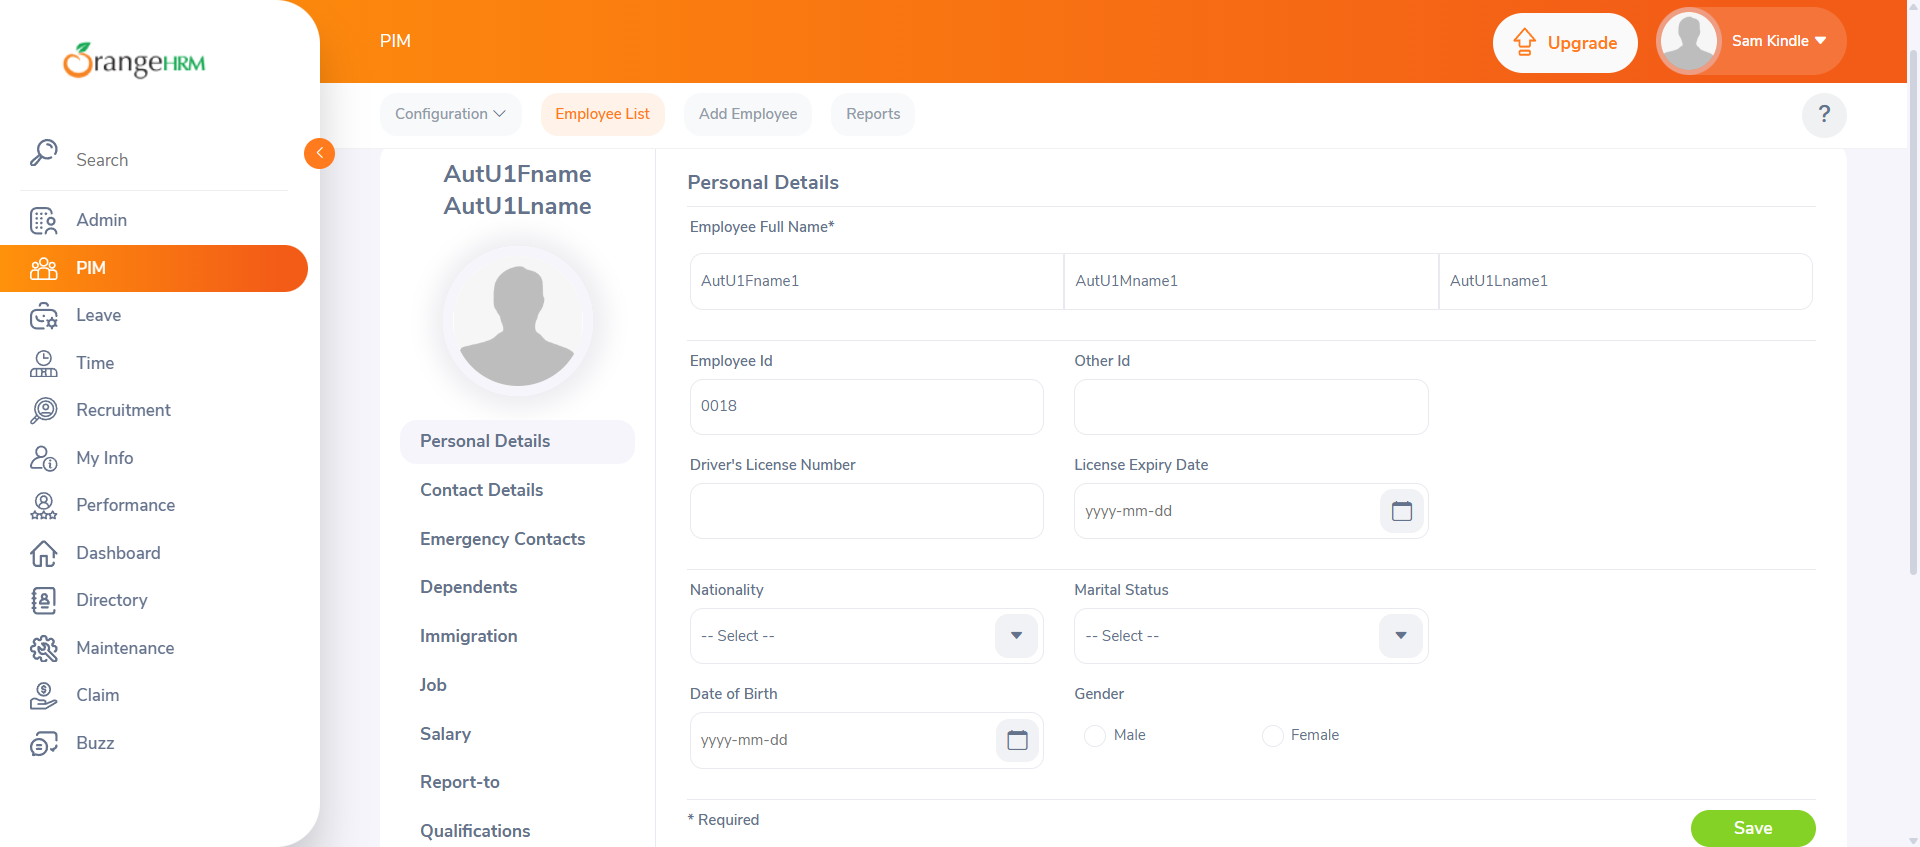 OrangeHRM
Search
Admin
PIM
Leave
Time
Recruitment
My Info
Performance
Dashboard
Directory
Maintenance
Claim
Buzz
PIM
Upgrade
Sam Kindle
Configuration
Employee List
Add Employee
Reports
?
AutU1Fname
AutU1Lname
Personal Details
Contact Details
Emergency Contacts
Dependents
Immigration
Job
Salary
Report-to
Qualifications
Personal Details
Employee Full Name*
AutU1Fname1
AutU1Mname1
AutU1Lname1
Employee Id
Other Id
0018
Driver's License Number
License Expiry Date
yyyy-mm-dd
Nationality
Marital Status
-- Select --
-- Select --
Date of Birth
Gender
yyyy-mm-dd
Male
Female
* Required
Save